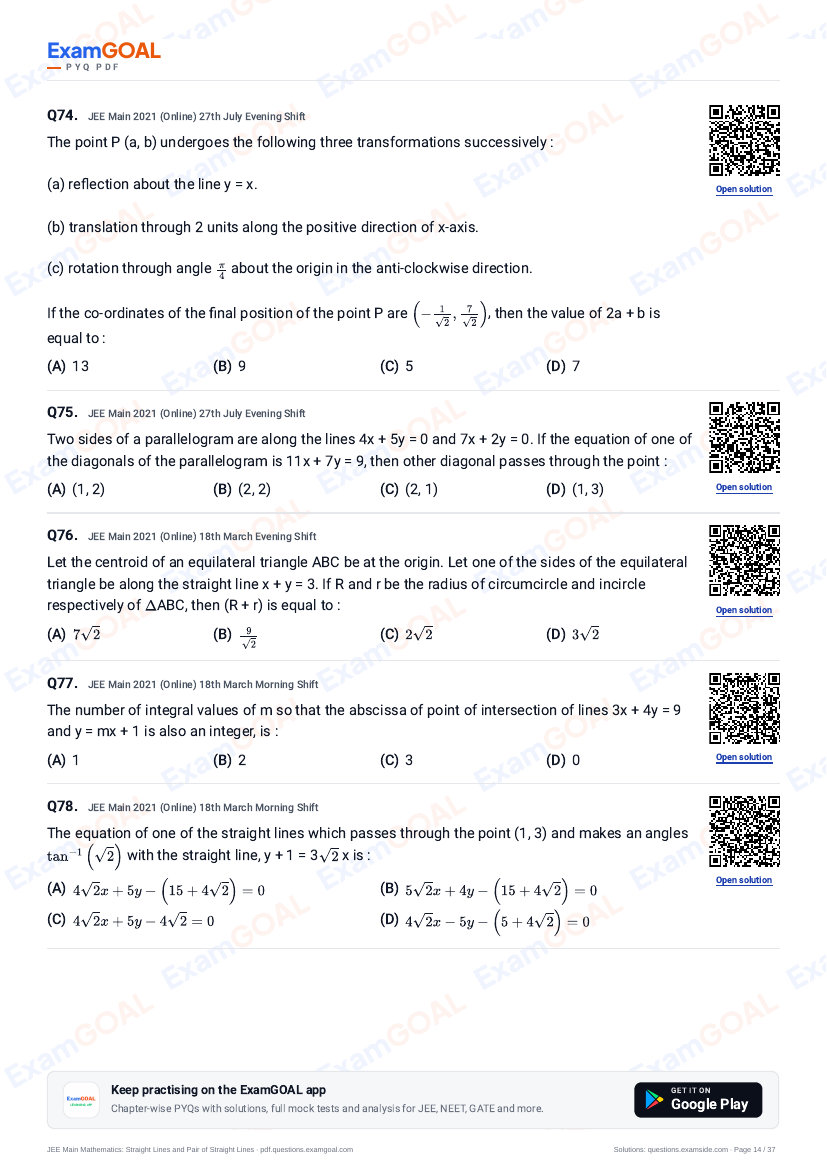 ExamGOAL
PYQ PDF
Q74. JEE Main 2021 (Online) 27th July Evening Shift
The point P (a, b) undergoes the following three transformations successively :
Open solution
(a) reflection about the line y = x.
(b) translation through 2 units along the positive direction of x-axis.
(c) rotation through angle π/4 about the origin in the anti-clockwise direction.
If the co-ordinates of the final position of the point P are (−1/√2, 7/√2), then the value of 2a + b is
equal to :
(A) 13 (B) 9 (C) 5 (D) 7
Q75. JEE Main 2021 (Online) 27th July Evening Shift
Two sides of a parallelogram are along the lines 4x + 5y = 0 and 7x + 2y = 0. If the equation of one of
the diagonals of the parallelogram is 11x + 7y = 9, then other diagonal passes through the point :
(A) (1, 2) (B) (2, 2) (C) (2, 1) (D) (1, 3)
Open solution
Q76. JEE Main 2021 (Online) 18th March Evening Shift
Let the centroid of an equilateral triangle ABC be at the origin. Let one of the sides of the equilateral
triangle be along the straight line x + y = 3. If R and r be the radius of circumcircle and incircle
respectively of ΔABC, then (R + r) is equal to :
Open solution
(A) 7√2 (B) 9/√2 (C) 2√2 (D) 3√2
Q77. JEE Main 2021 (Online) 18th March Morning Shift
The number of integral values of m so that the abscissa of point of intersection of lines 3x + 4y = 9
and y = mx + 1 is also an integer, is :
(A) 1 (B) 2 (C) 3 (D) 0
Open solution
Q78. JEE Main 2021 (Online) 18th March Morning Shift
The equation of one of the straight lines which passes through the point (1, 3) and makes an angles
tan⁻¹(√2) with the straight line, y + 1 = 3√2 x is :
Open solution
(A) 4√2x + 5y − (15 + 4√2) = 0 (B) 5√2x + 4y − (15 + 4√2) = 0
(C) 4√2x + 5y − 4√2 = 0 (D) 4√2x − 5y − (5 + 4√2) = 0
ExamGOAL
Keep practising on the ExamGOAL app
Chapter-wise PYQs with solutions, full mock tests and analysis for JEE, NEET, GATE and more.
GET IT ON
Google Play
JEE Main Mathematics: Straight Lines and Pair of Straight Lines · pdf.questions.examgoal.com
Solutions: questions.examside.com · Page 14 / 37